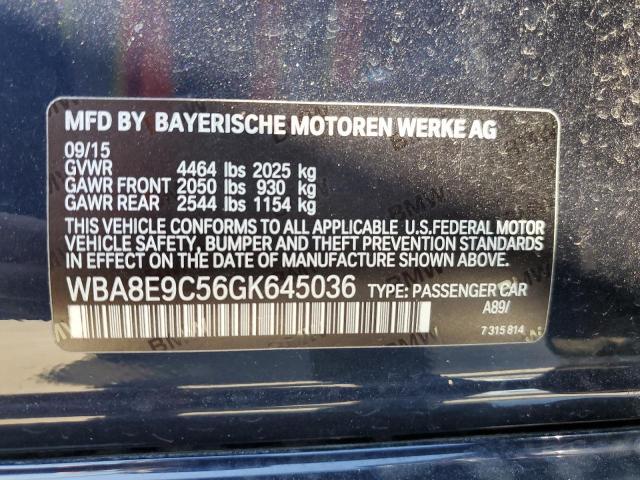 MFD BY BAYERISCHE MOTOREN WERKE AG
09/15
GVWR 4464 lbs 2025 kg
GAWR FRONT 2050 lbs 930 kg
GAWR REAR 2544 lbs 1154 kg
THIS VEHICLE CONFORMS TO ALL APPLICABLE U.S.FEDERAL MOTOR
VEHICLE SAFETY, BUMPER AND THEFT PREVENTION STANDARDS
IN EFFECT ON THE DATE OF MANUFACTURE SHOWN ABOVE.
WBA8E9C56GK645036 TYPE: PASSENGER CAR
A89/
7 315 814